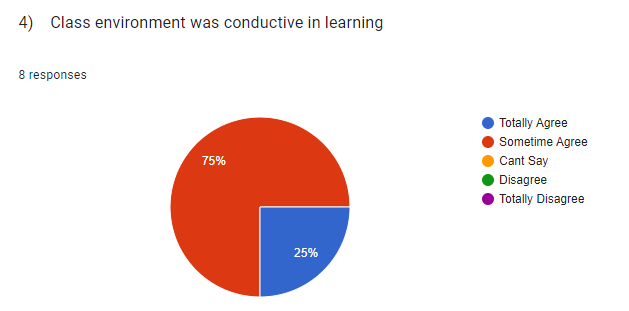 4) Class environment was conductive in learning
8 responses
75%
25%
Totally Agree
Sometime Agree
Cant Say
Disagree
Totally Disagree